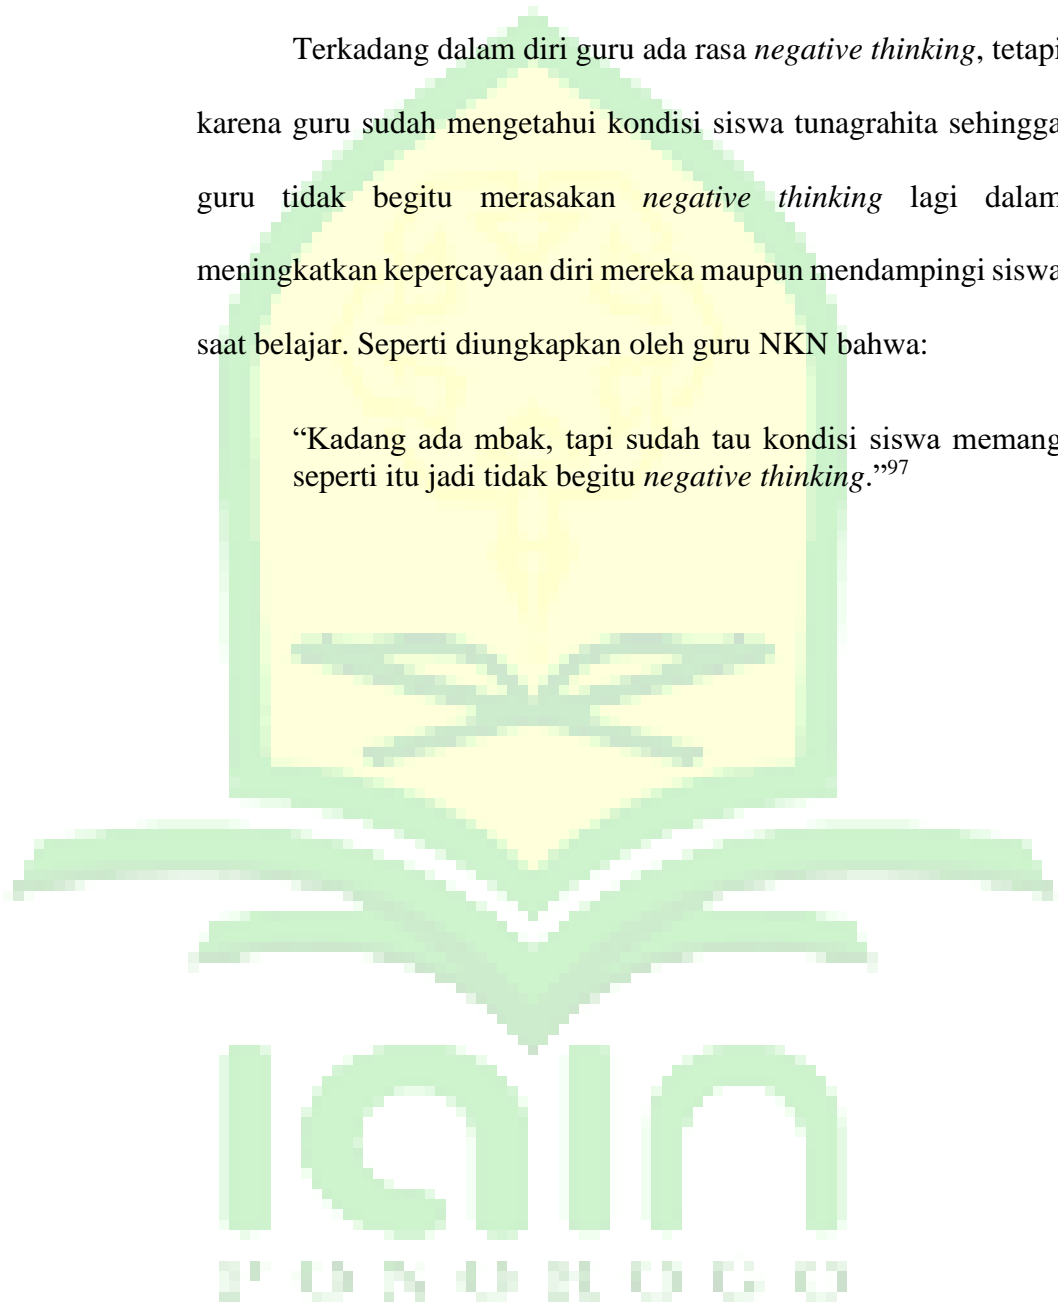 Terkadang dalam diri guru ada rasa negative thinking, tetapi
karena guru sudah mengetahui kondisi siswa tunagrahita sehingga
guru tidak begitu merasakan negative thinking lagi dalam
meningkatkan kepercayaan diri mereka maupun mendampingi siswa
saat belajar. Seperti diungkapkan oleh guru NKN bahwa:
“Kadang ada mbak, tapi sudah tau kondisi siswa memang
seperti itu jadi tidak begitu negative thinking.”97
iain
PONOROGO